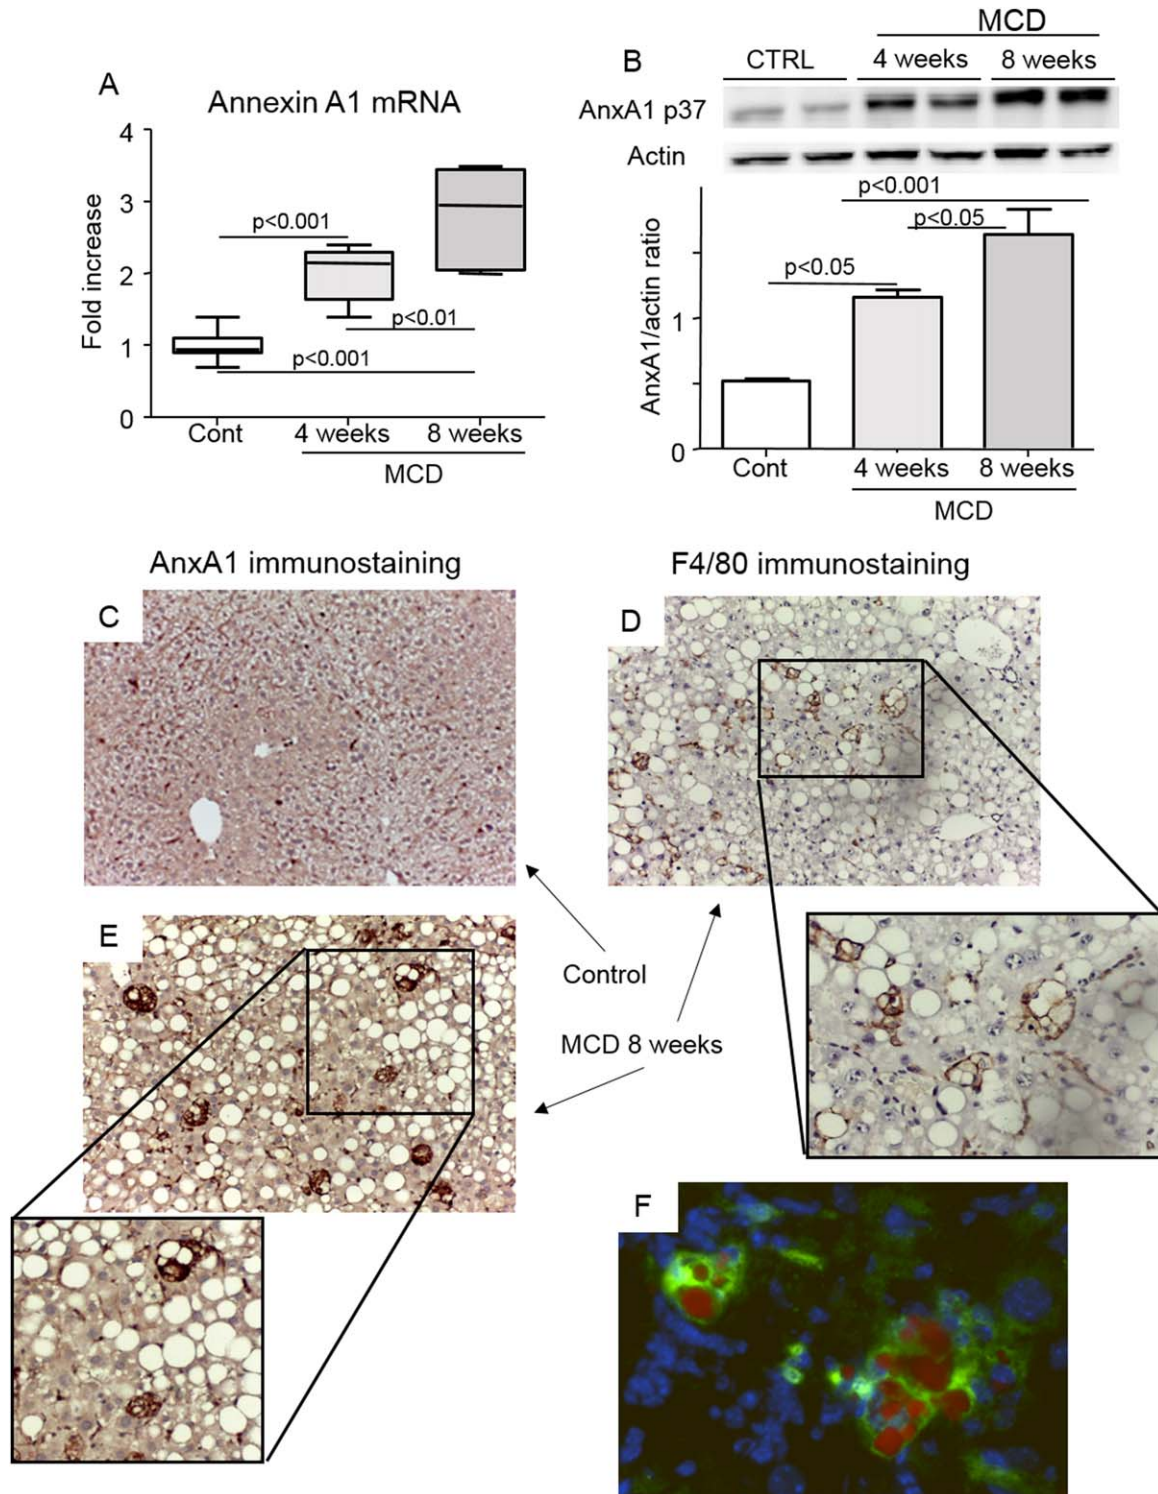 A
Annexin A1 mRNA
4
3
2
1
0
Fold increase
p<0.001
p<0.01
p<0.001
Cont
4 weeks
8 weeks
MCD
B
MCD
CTRL
4 weeks
8 weeks
AnxA1 p37
Actin
p<0.001
p<0.05
p<0.05
AnxA1/actin ratio
1
0
Cont
4 weeks
8 weeks
MCD
AnxA1 immunostaining
F4/80 immunostaining
C
D
E
Control
MCD 8 weeks
F